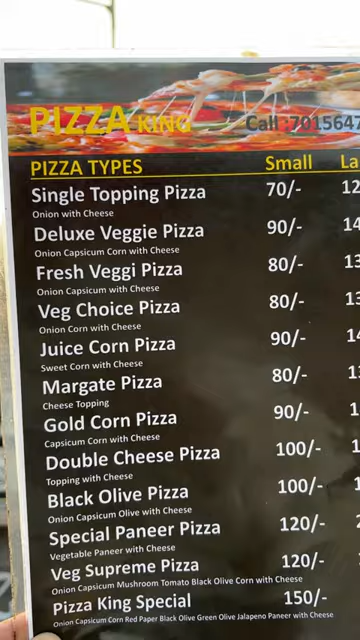 PIZZA KING Call :
PIZZA TYPES Small
Single Topping Pizza 70/-
Onion with Cheese
Deluxe Veggie Pizza 90/-
Onion Capsicum Corn with Cheese
Fresh Veggi Pizza 80/-
Onion Capsicum with Cheese
Veg Choice Pizza 80/-
Onion Corn with Cheese
Juice Corn Pizza 90/-
Sweet Corn with Cheese
Margate Pizza 80/-
Cheese Topping
Gold Corn Pizza 90/-
Capsicum Corn with Cheese
Double Cheese Pizza 100/-
Topping with Cheese
Black Olive Pizza 100/-
Onion Capsicum Olive with Cheese
Special Paneer Pizza 120/-
Vegetable Paneer with Cheese
Veg Supreme Pizza 120/-
Onion Capsicum Mushroom Tomato Black Olive Corn with Cheese
Pizza King Special 150/-
Onion Capsicum Corn Red Paper Black Olive Green Olive Jalapeno Paneer with Cheese